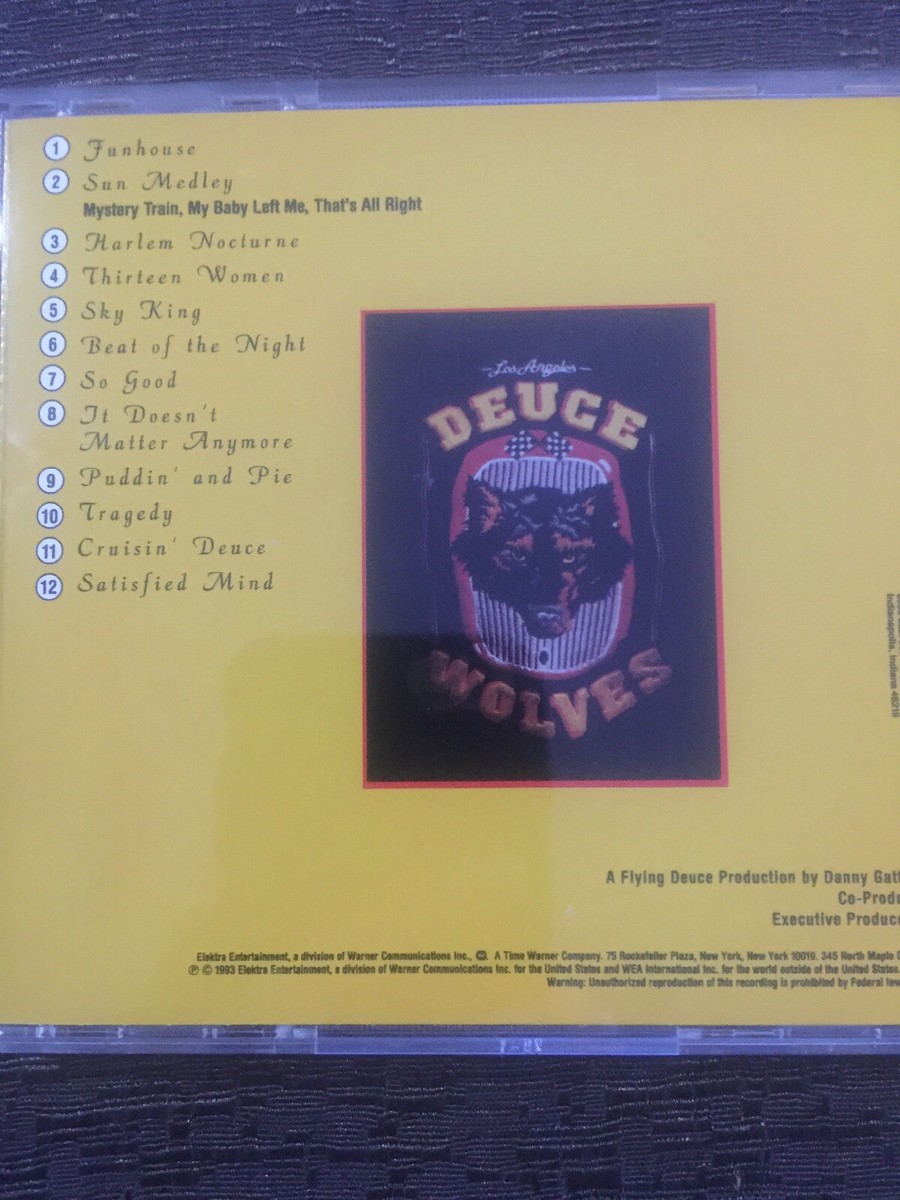 1 Funhouse
2 Sun Medley
Mystery Train, My Baby Left Me, That's All Right
3 Harlem Nocturne
4 Thirteen Women
5 Sky King
6 Beat of the Night
7 So Good
8 It Doesn't
Matter Anymore
9 Puddin' and Pie
10 Tragedy
11 Cruisin' Deuce
12 Satisfied Mind
Los Angeles
DEUCE
WOLVES
Indianapolis, Indiana 46219
A Flying Deuce Production by Danny Gatt
Co-Produ
Executive Produce
Elektra Entertainment, a division of Warner Communications Inc., A Time Warner Company. 75 Rockefeller Plaza, New York, New York 10019. 345 North Maple
℗ © 1993 Elektra Entertainment, a division of Warner Communications Inc. for the United States and WEA International Inc. for the world outside of the United States.
Warning: Unauthorized reproduction of this recording is prohibited by Federal law